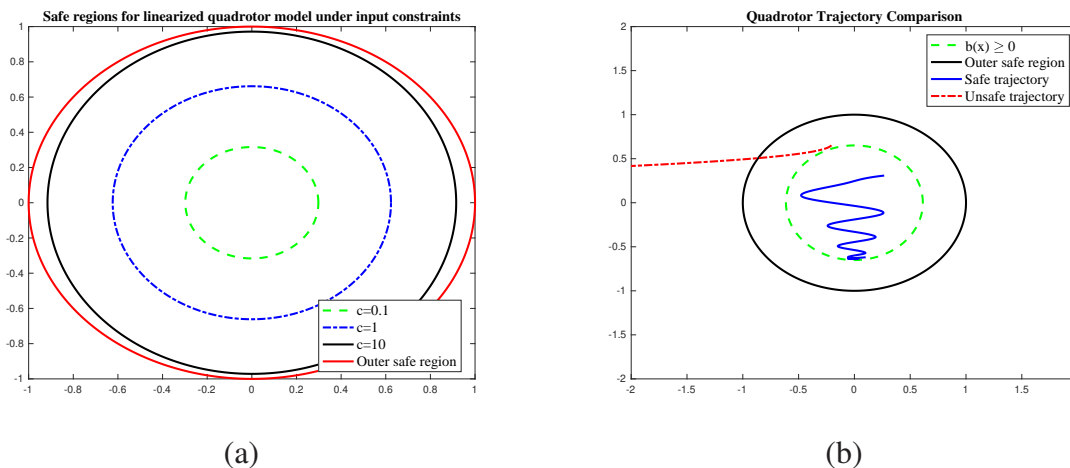 Safe regions for linearized quadrotor model under input constraints
1
0.8
0.6
0.4
0.2
0
-0.2
-0.4
-0.6
-0.8
-1
-1 -0.8 -0.6 -0.4 -0.2 0 0.2 0.4 0.6 0.8 1
c=0.1
c=1
c=10
Outer safe region
(a)
Quadrotor Trajectory Comparison
2
1.5
1
0.5
0
-0.5
-1
-1.5
-2
-2 -1.5 -1 -0.5 0 0.5 1 1.5 2
b(x) ≥ 0
Outer safe region
Safe trajectory
Unsafe trajectory
(b)